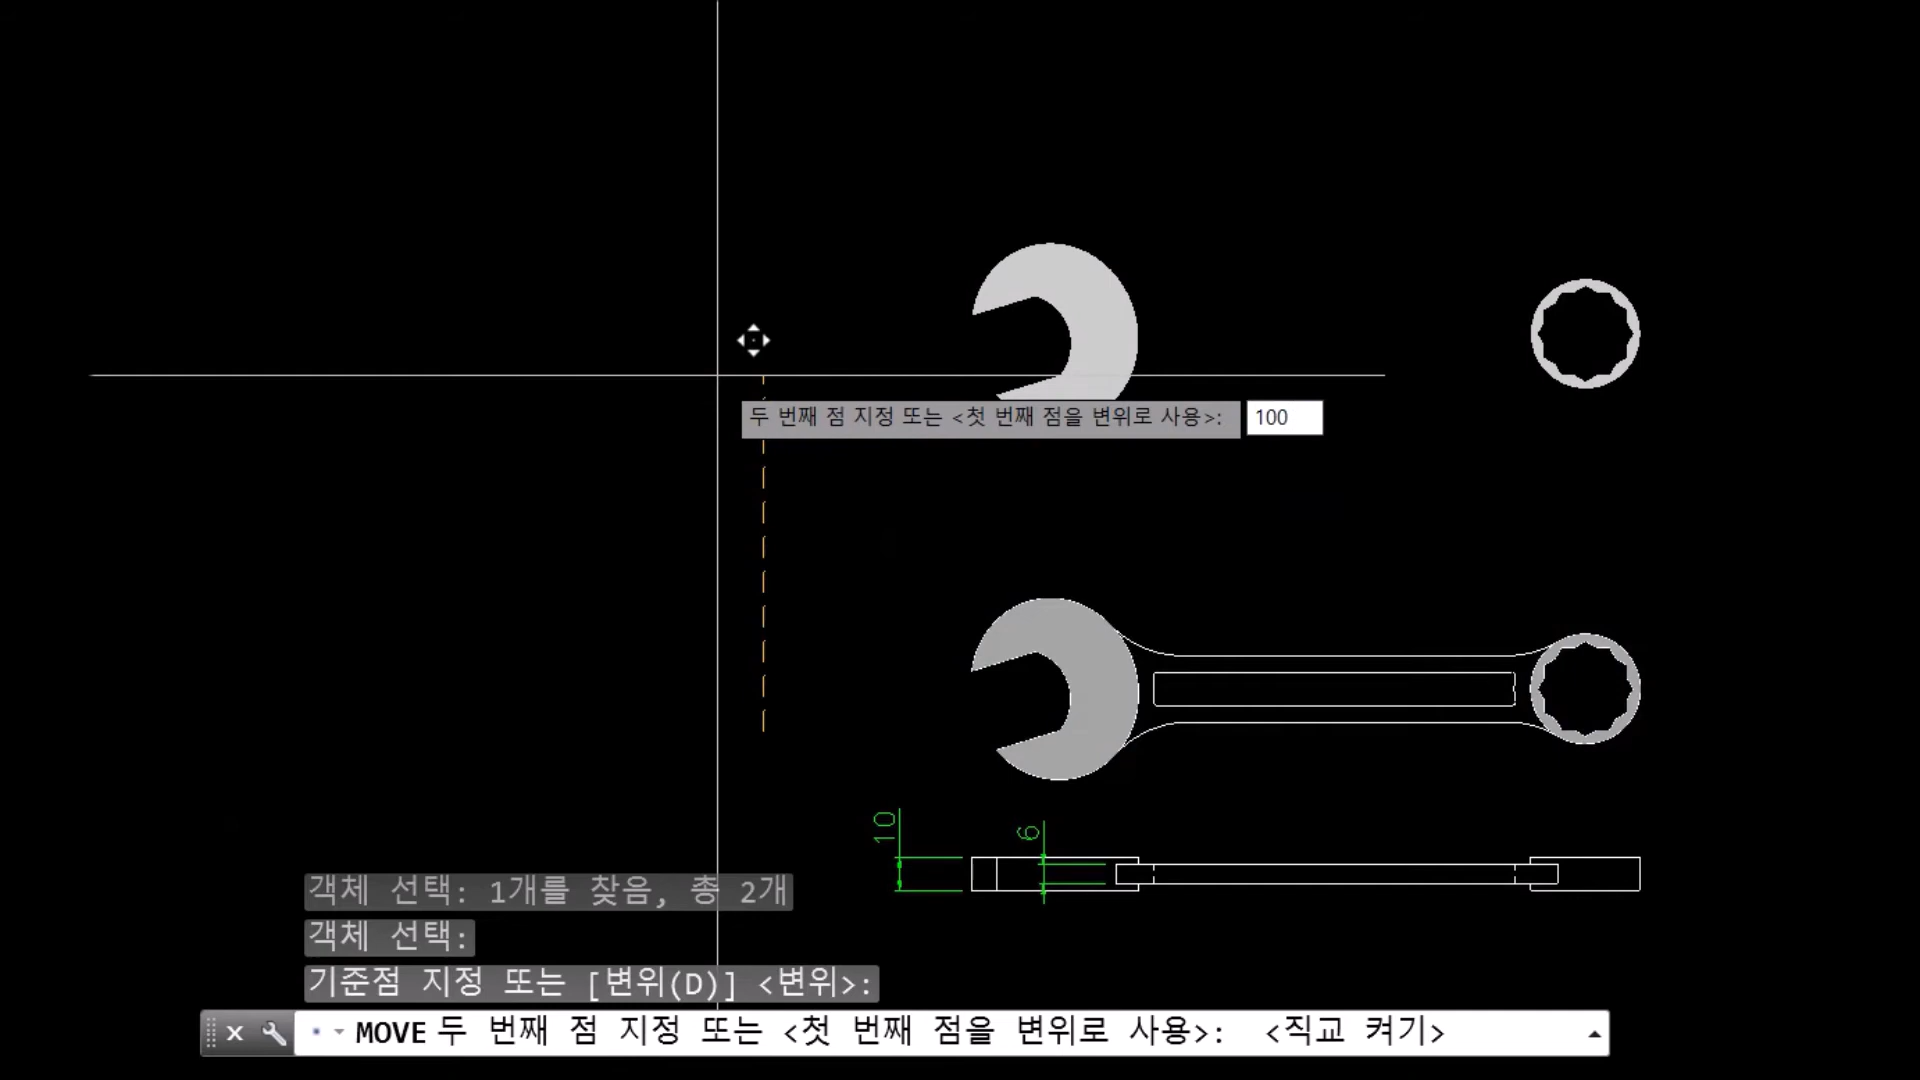 두 번째 점 지정 또는 <첫 번째 점을 변위로 사용>: 100
10
6
객체 선택: 1개를 찾음, 총 2개
객체 선택:
기준점 지정 또는 [변위(D)] <변위>:
MOVE 두 번째 점 지정 또는 <첫 번째 점을 변위로 사용>: <직교 켜기>